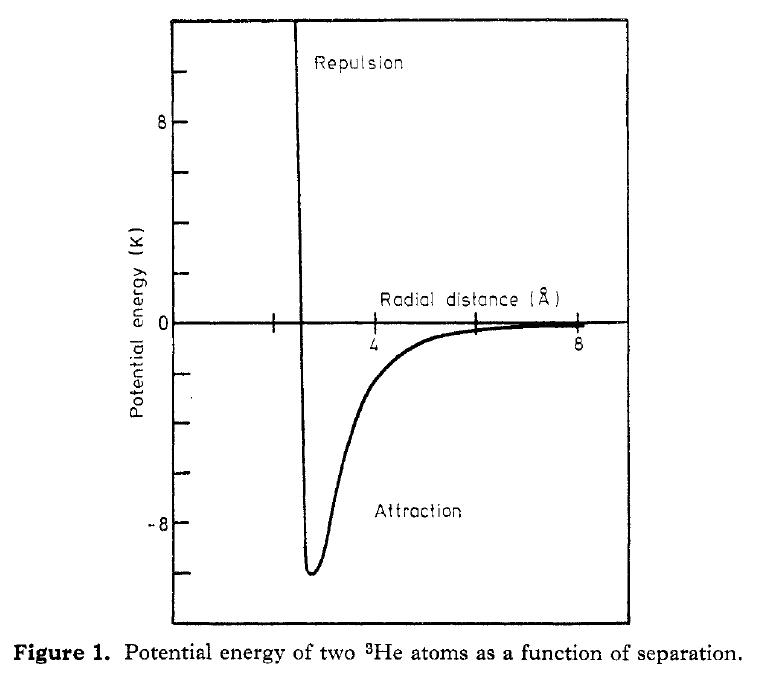 Repulsion
8
Potential energy (K)
Radial distance (Å)
0
4
8
Attraction
-8
Figure 1. Potential energy of two ³He atoms as a function of separation.